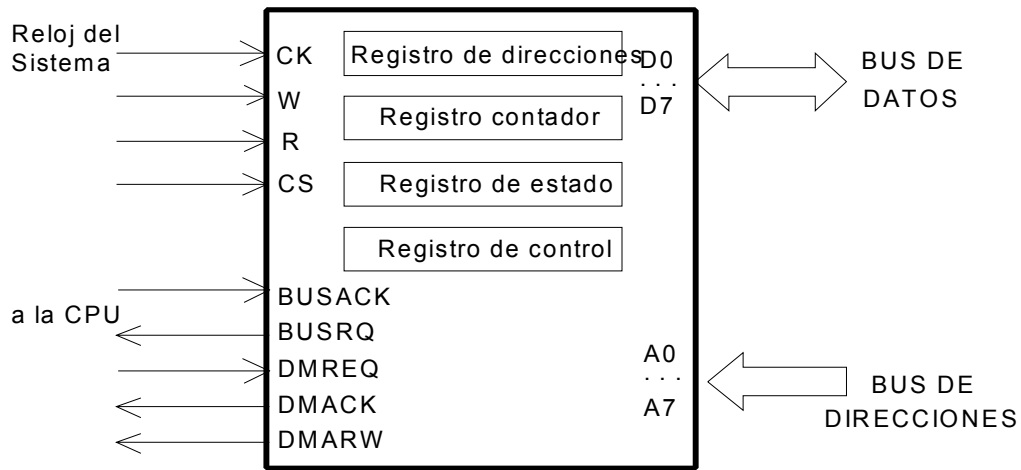 Reloj del
Sistema
CK
W
R
CS
Registro de direcciones
Registro contador
Registro de estado
Registro de control
D0
...
D7
BUS DE
DATOS
a la CPU
BUSACK
BUSRQ
DMREQ
DMACK
DMARW
A0
...
A7
BUS DE
DIRECCIONES